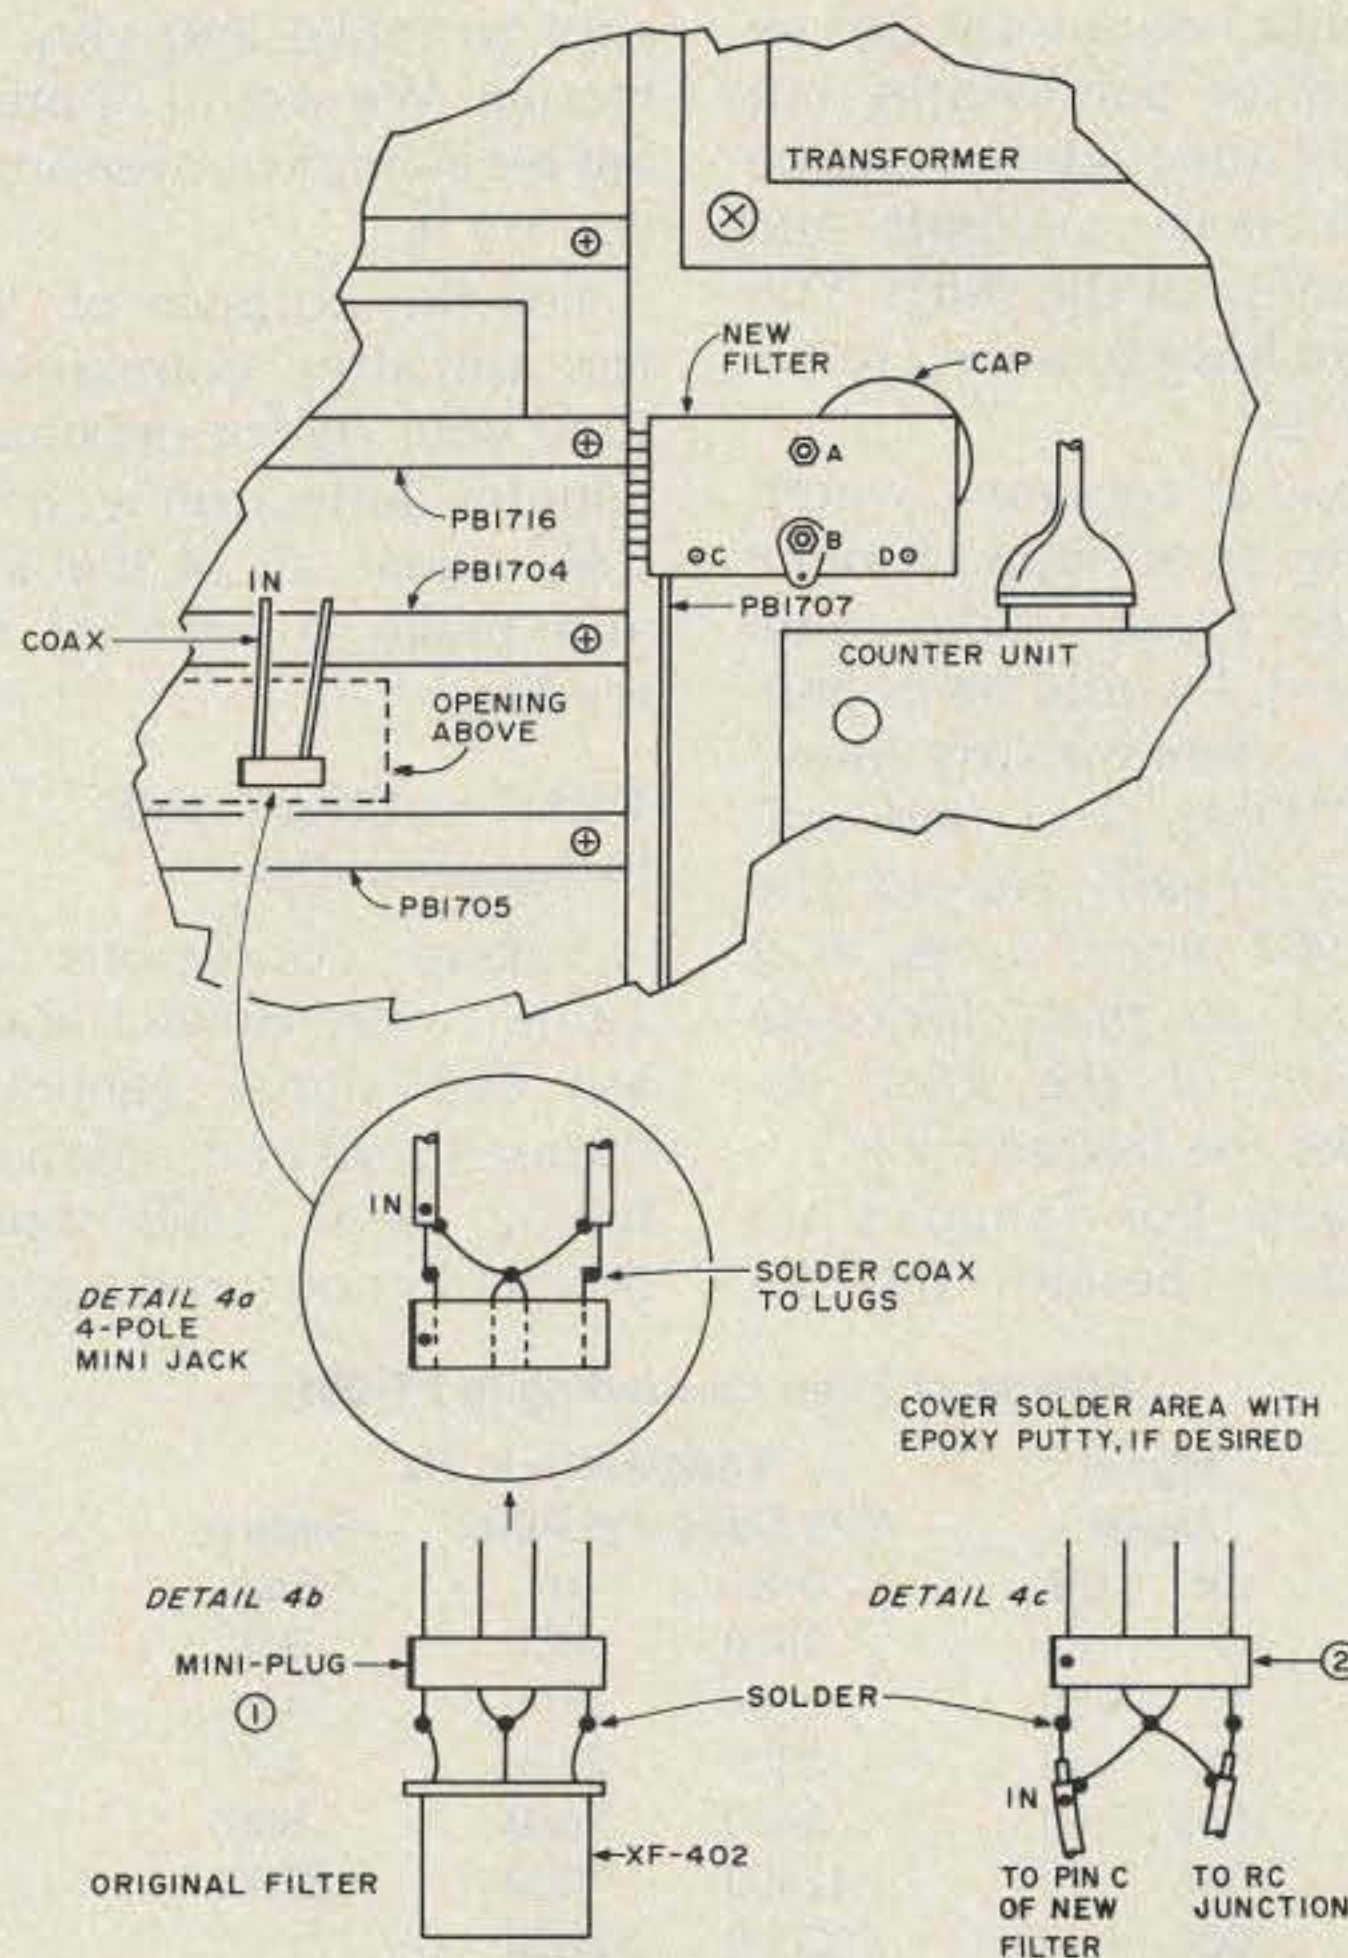 TRANSFORMER
NEW
FILTER
CAP
A
PB1716
B
IN
PB1704
C
D
PB1707
COAX
COUNTER UNIT
OPENING
ABOVE
PB1705
IN
SOLDER COAX
TO LUGS
DETAIL 4a
4-POLE
MINI JACK
COVER SOLDER AREA WITH
EPOXY PUTTY, IF DESIRED
DETAIL 4b
DETAIL 4c
MINI-PLUG
1
2
SOLDER
IN
XF-402
ORIGINAL FILTER
TO PIN C
OF NEW
FILTER
TO RC
JUNCTION